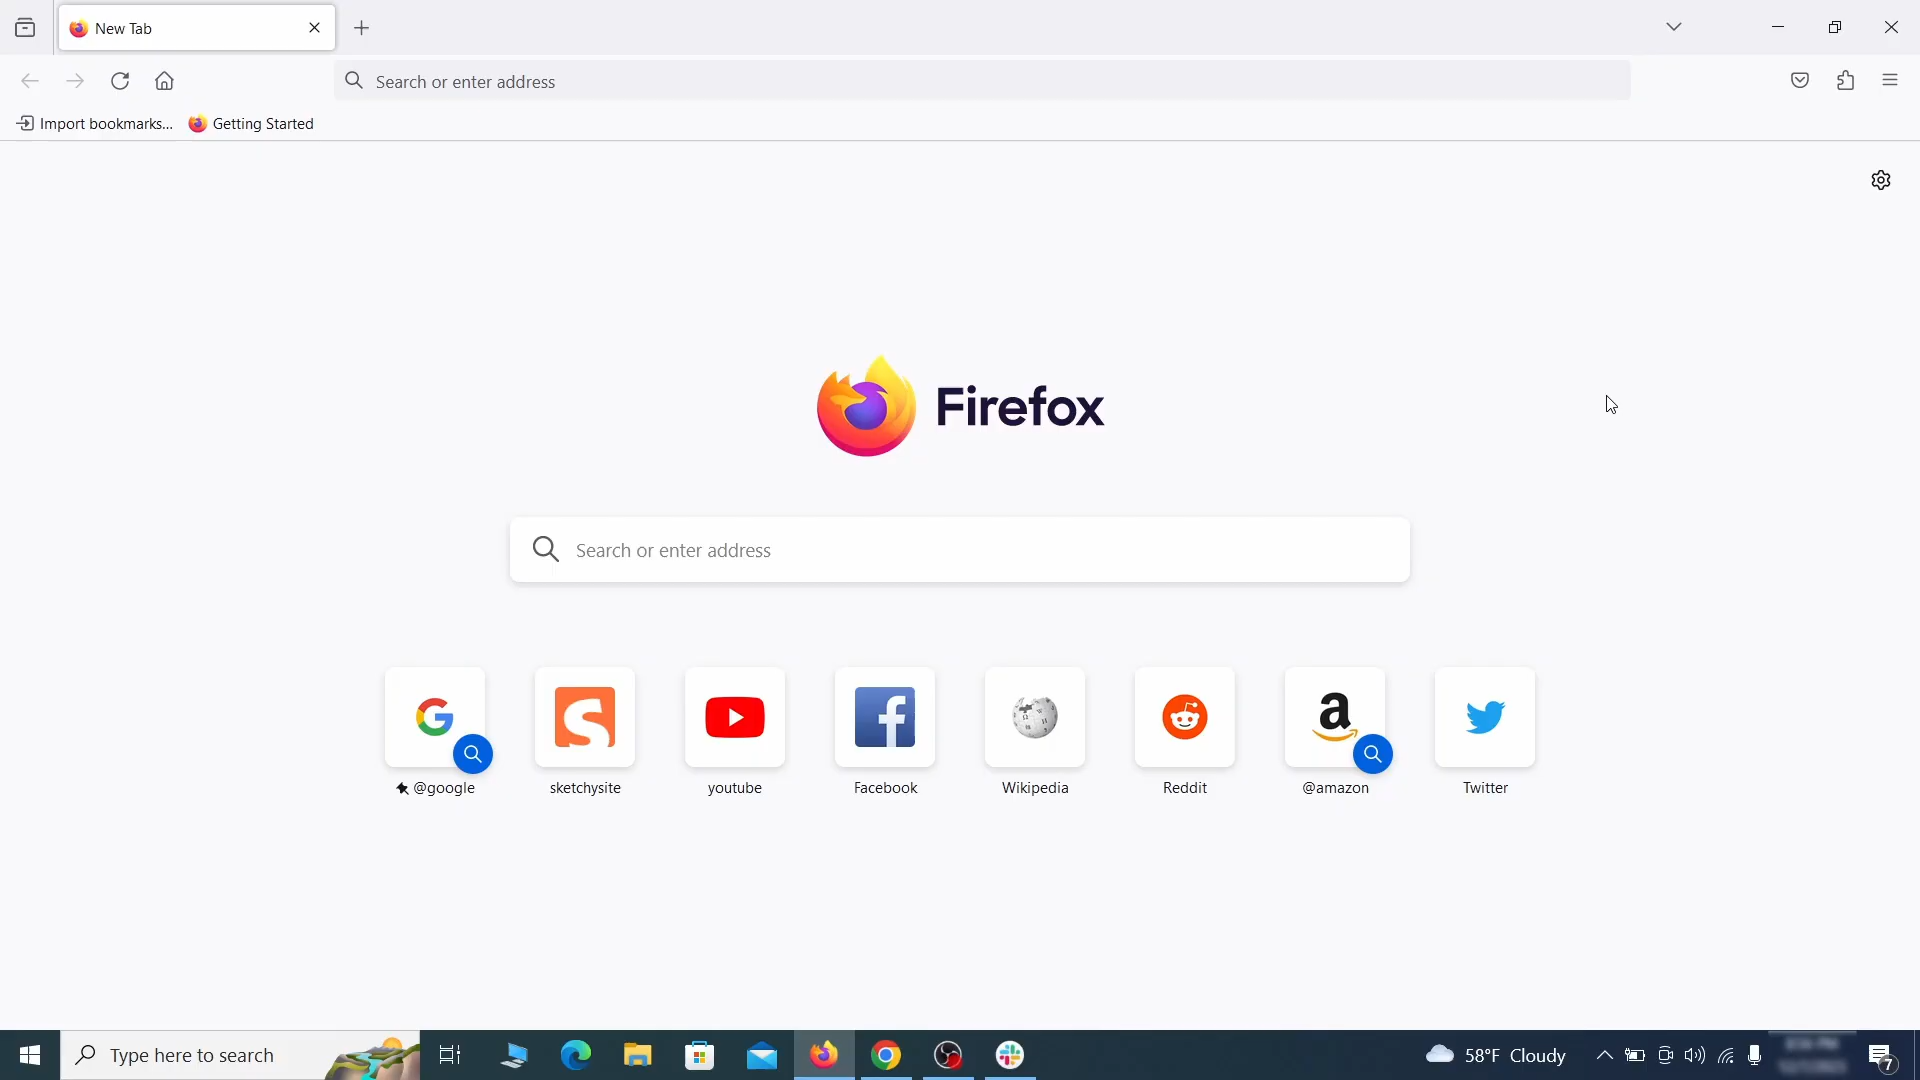 New Tab
Search or enter address
Import bookmarks...
Getting Started
Firefox
Search or enter address
@google
sketchysite
youtube
Facebook
Wikipedia
Reddit
@amazon
Twitter
Type here to search
58°F Cloudy
7